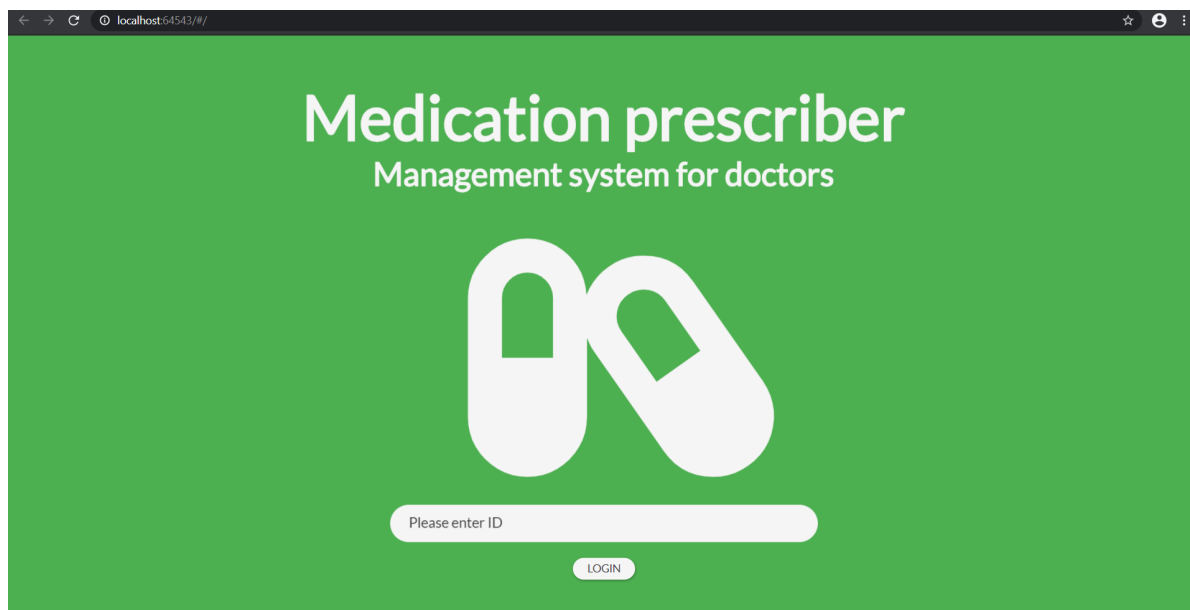 localhost:64543/#/
Medication prescriber
Management system for doctors
Please enter ID
LOGIN